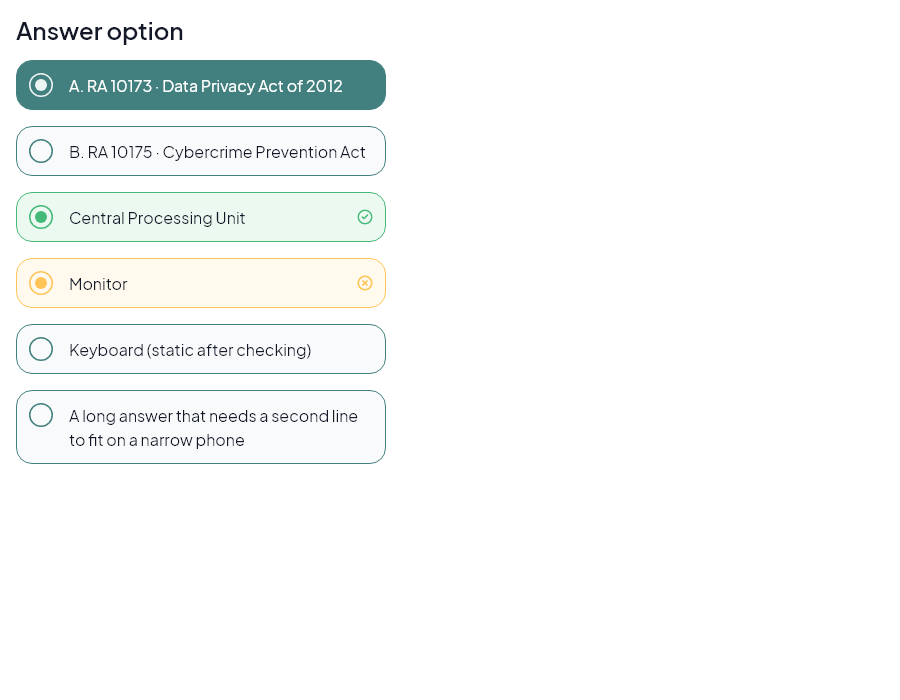 Answer option
A. RA 10173 · Data Privacy Act of 2012
B. RA 10175 · Cybercrime Prevention Act
Central Processing Unit
Monitor
Keyboard (static after checking)
A long answer that needs a second line
to fit on a narrow phone